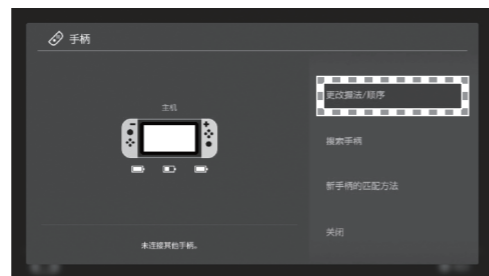 手柄
主机
未连接其他手柄。
更改握法/顺序
搜索手柄
新手柄的匹配方法
关闭